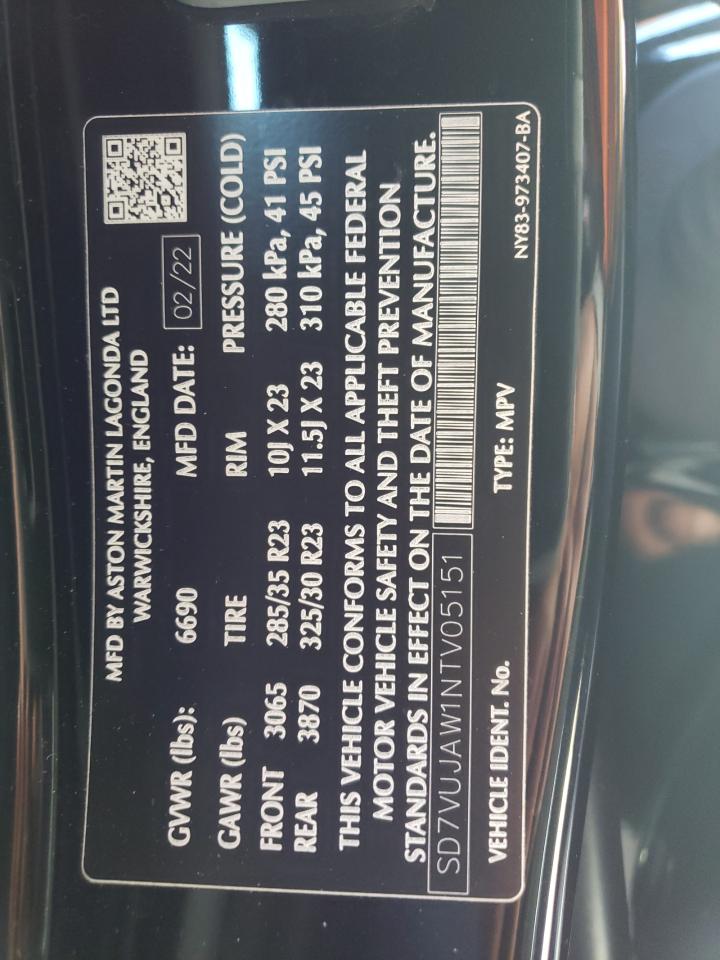 MFD BY ASTON MARTIN LAGONDA LTD
WARWICKSHIRE, ENGLAND
GVWR (lbs): 6690 MFD DATE: 02/22
GAWR (lbs) TIRE RIM PRESSURE (COLD)
FRONT 3065 285/35 R23 10J X 23 280 kPa, 41 PSI
REAR 3870 325/30 R23 11.5J X 23 310 kPa, 45 PSI
THIS VEHICLE CONFORMS TO ALL APPLICABLE FEDERAL
MOTOR VEHICLE SAFETY AND THEFT PREVENTION
STANDARDS IN EFFECT ON THE DATE OF MANUFACTURE.
SD7VUJAW1NTV05151
VEHICLE IDENT. No. TYPE: MPV NY83-973407-BA